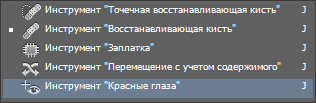 Инструмент "Точечная восстанавливающая кисть" J
Инструмент "Восстанавливающая кисть" J
Инструмент "Заплатка" J
Инструмент "Перемещение с учетом содержимого" J
Инструмент "Красные глаза" J